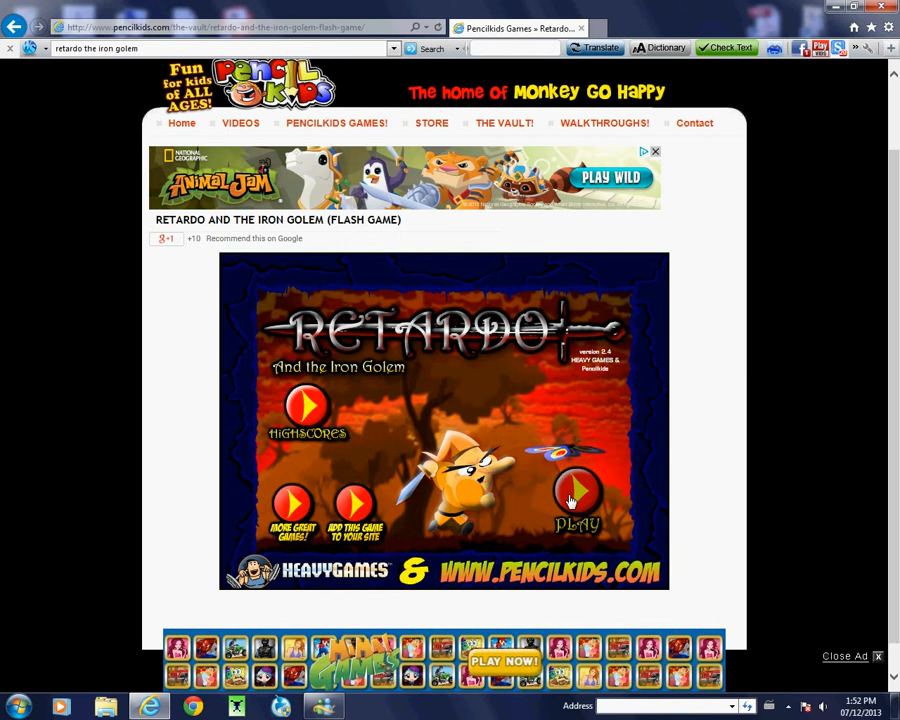 http://www.pencilkids.com/the-vault/retardo-and-the-iron-golem-flash-game/
Pencilkids Games » Retardo...
retardo the iron golem
Search
Translate
Dictionary
Check Text
Fun
for kids
of ALL
AGES!
PENCIL
KIDS
The home of MONKEY GO HAPPY
Home
VIDEOS
PENCILKIDS GAMES!
STORE
THE VAULT!
WALKTHROUGHS!
Contact
NATIONAL
GEOGRAPHIC
ANIMAL JAM
PLAY WILD
RETARDO AND THE IRON GOLEM (FLASH GAME)
g+1
+10 Recommend this on Google
RETARDO
And the Iron Golem
version 2.4
HEAVY GAMES &
Pencilkids
HIGHSCORES
MORE GREAT
GAMES!
ADD THIS GAME
TO YOUR SITE
PLAY
HEAVYGAMES & WWW.PENCILKIDS.COM
MINI
GAMES
PLAY NOW!
Close Ad X
Address
1:52 PM
07/12/2013